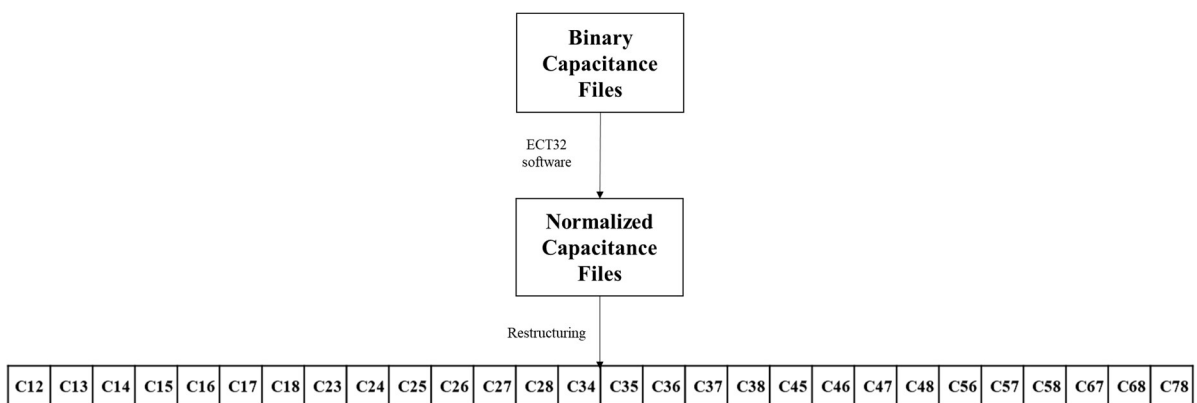 Binary
Capacitance
Files
ECT32
software
Normalized
Capacitance
Files
Restructuring
C12 C13 C14 C15 C16 C17 C18 C23 C24 C25 C26 C27 C28 C34 C35 C36 C37 C38 C45 C46 C47 C48 C56 C57 C58 C67 C68 C78